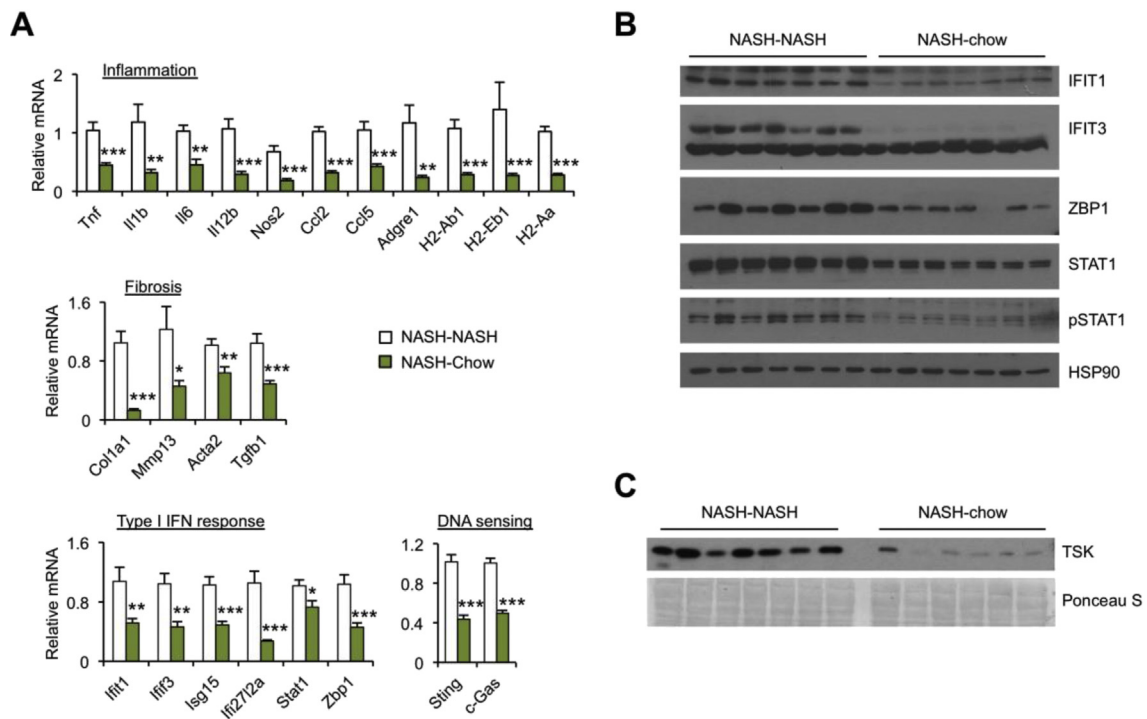 A
Inflammation
Relative mRNA
2
1
0
*** ** ** *** *** *** *** ** *** *** ***
Tnf Il1b Il6 Il12b Nos2 Ccl2 Ccl5 Adgre1 H2-Ab1 H2-Eb1 H2-Aa
Fibrosis
Relative mRNA
1.6
0.8
0
*** * ** ***
Col1a1 Mmp13 Acta2 Tgfb1
NASH-NASH
NASH-Chow
Type I IFN response
Relative mRNA
1.6
0.8
0
** ** *** *** * ***
Ifit1 Ifif3 Isg15 Ifi27l2a Stat1 Zbp1
DNA sensing
1.2
0.8
0.4
0
*** ***
Sting c-Gas
B
NASH-NASH NASH-chow
IFIT1
IFIT3
ZBP1
STAT1
pSTAT1
HSP90
C
NASH-NASH NASH-chow
TSK
Ponceau S